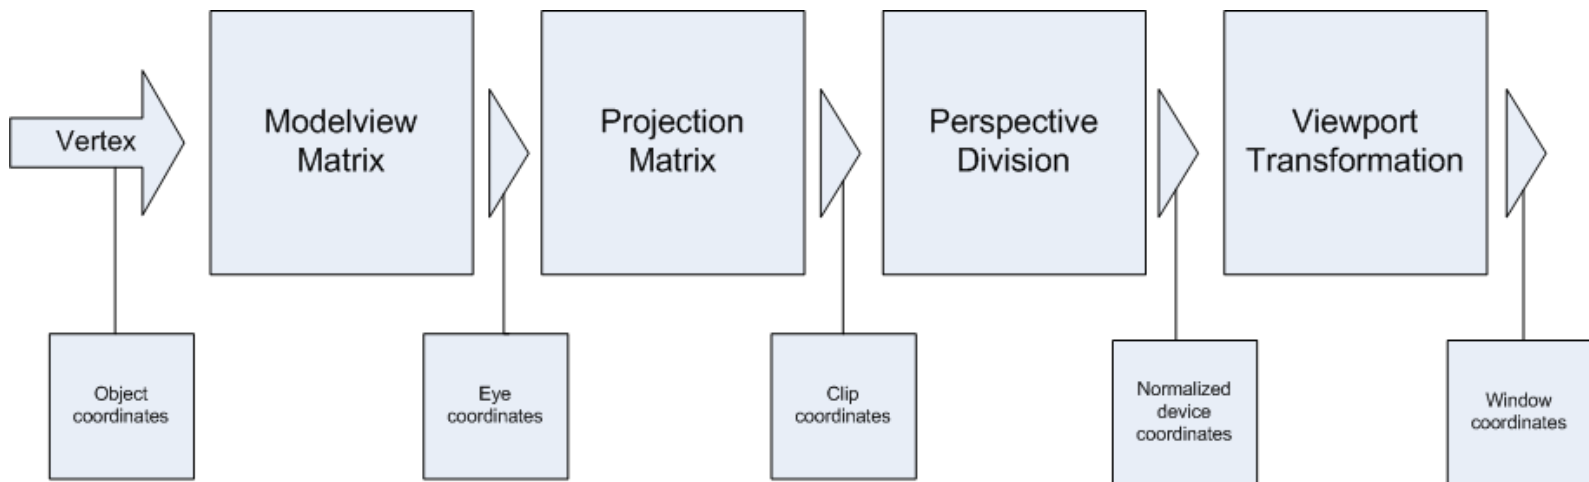 Vertex
Modelview
Matrix
Projection
Matrix
Perspective
Division
Viewport
Transformation
Object
coordinates
Eye
coordinates
Clip
coordinates
Normalized
device
coordinates
Window
coordinates